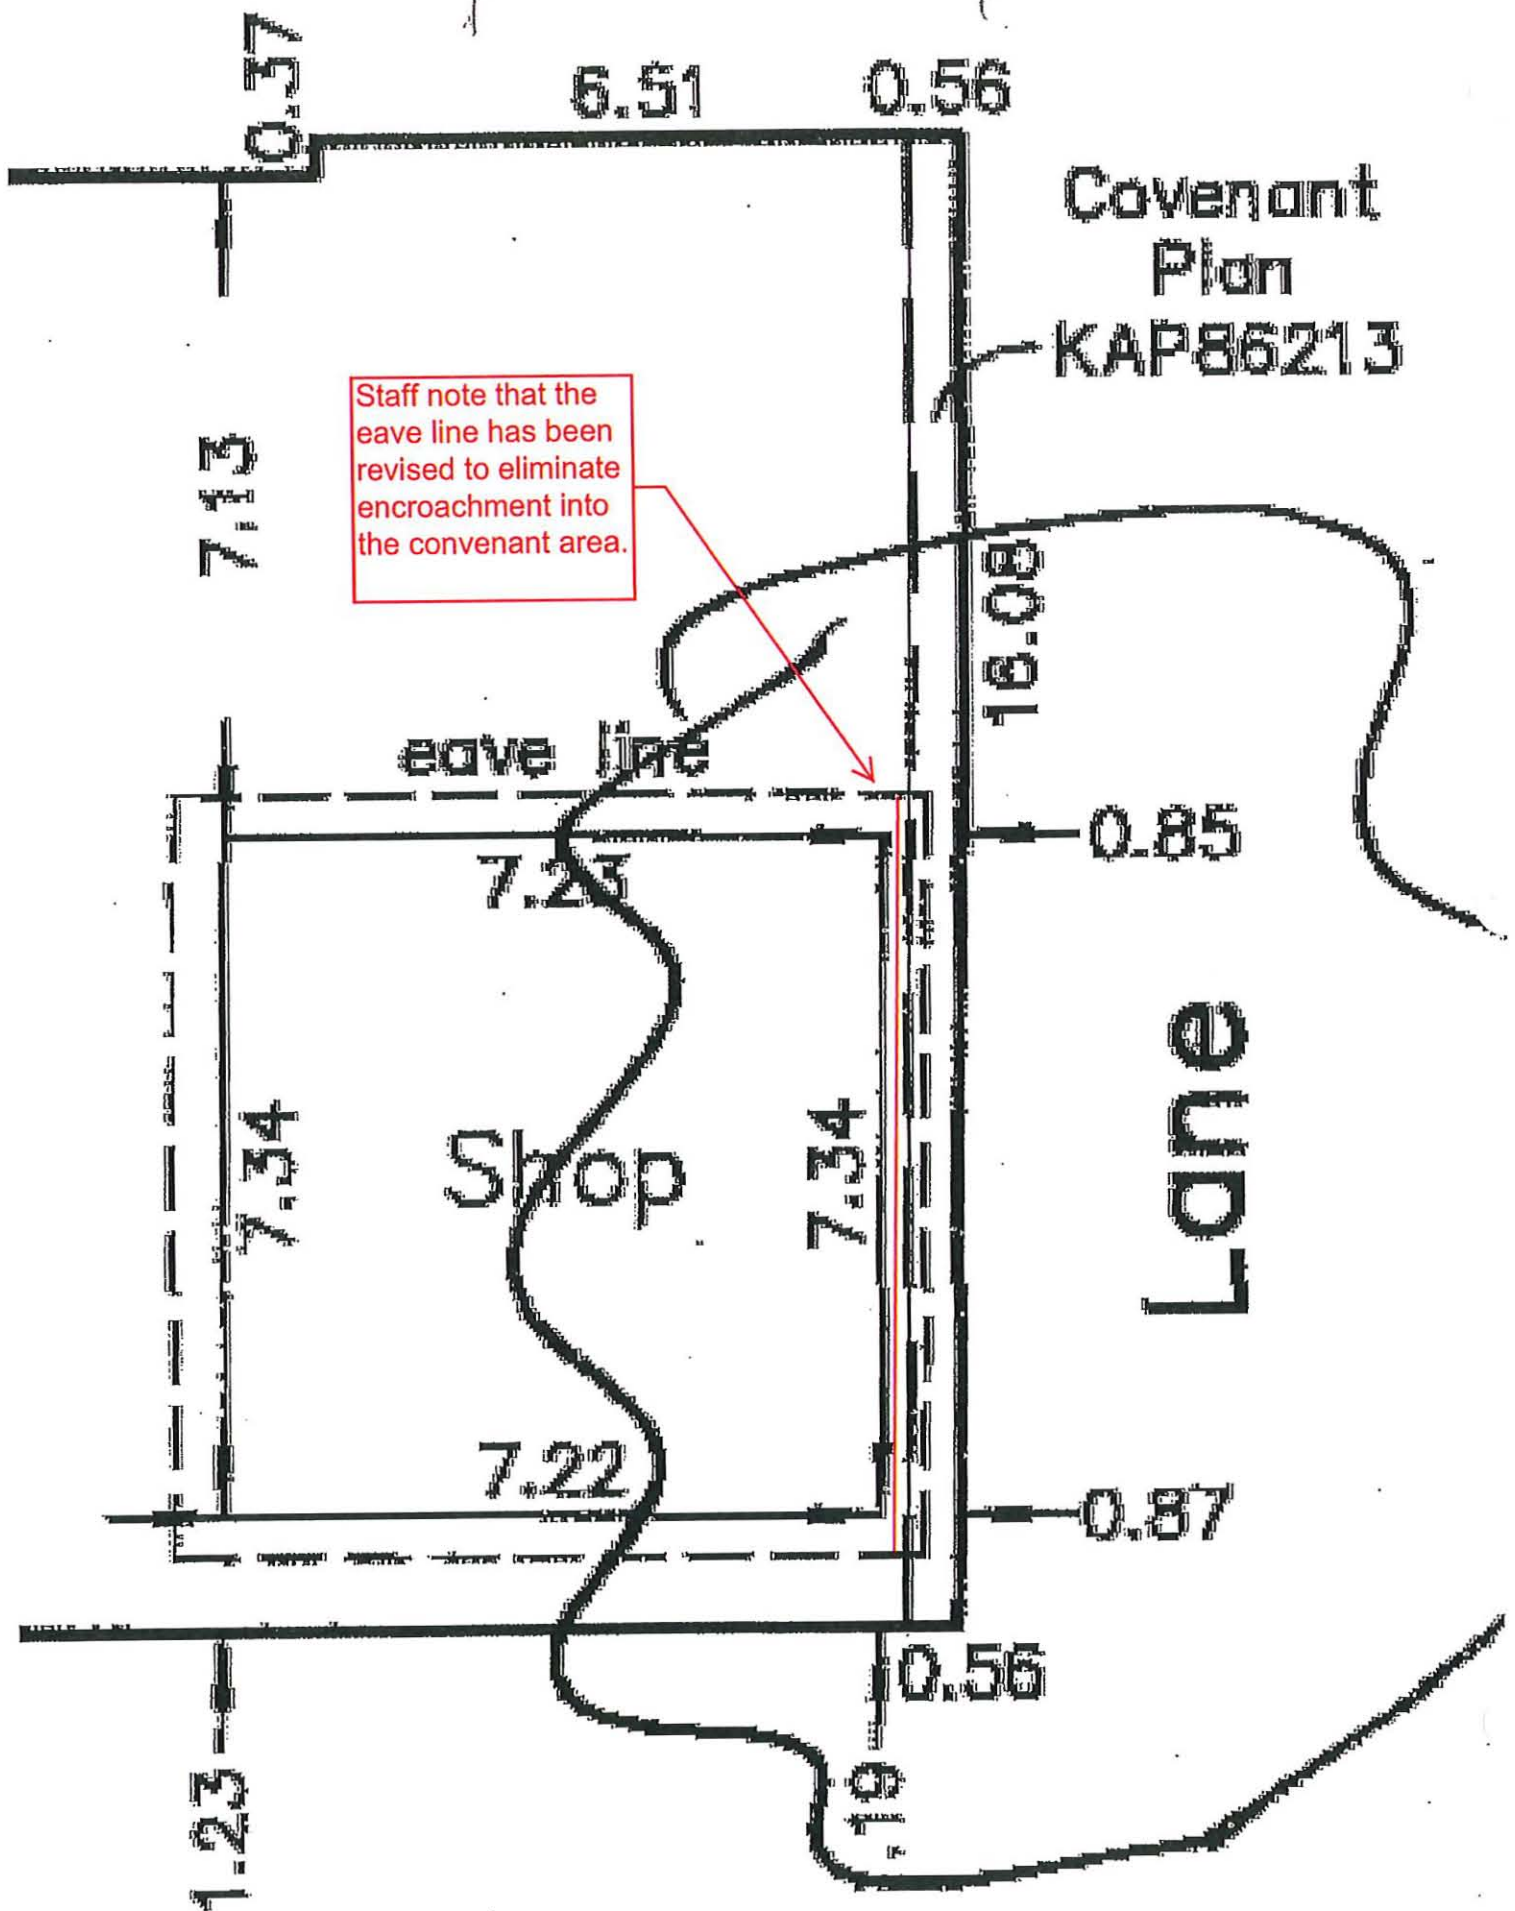 0.37
6.51
0.56
Covenant
Plan
KAP86213
7.13
Staff note that the
eave line has been
revised to eliminate
encroachment into
the convenant area.
16.08
eave line
7.23
0.85
7.34
Shop
7.34
Lane
7.22
0.87
0.56
1.19
1.23